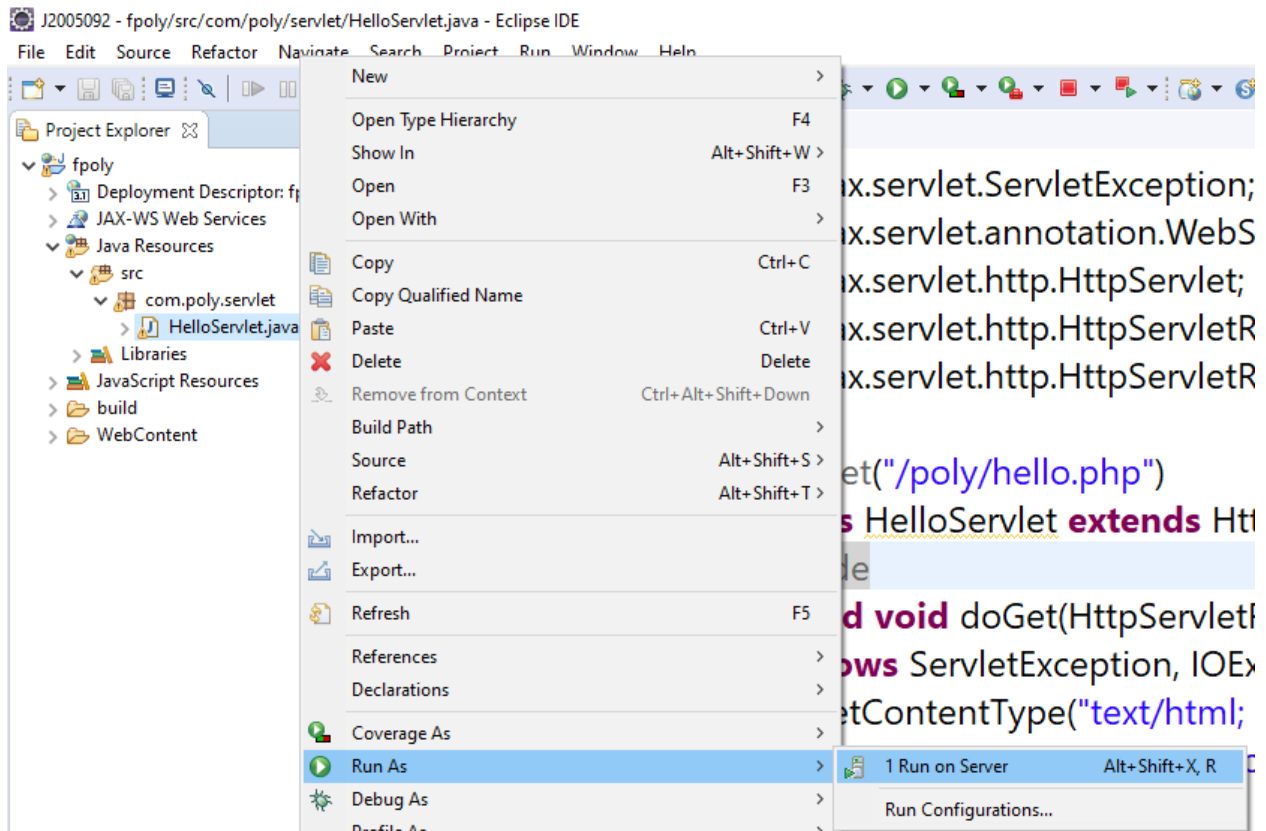 J2005092 - fpoly/src/com/poly/servlet/HelloServlet.java - Eclipse IDE
File Edit Source Refactor Navigate Search Project Run Window Help
Project Explorer
fpoly
Deployment Descriptor: fp
JAX-WS Web Services
Java Resources
src
com.poly.servlet
HelloServlet.java
Libraries
JavaScript Resources
build
WebContent
New
Open Type Hierarchy F4
Show In Alt+Shift+W
Open F3
Open With
Copy Ctrl+C
Copy Qualified Name
Paste Ctrl+V
Delete Delete
Remove from Context Ctrl+Alt+Shift+Down
Build Path
Source Alt+Shift+S
Refactor Alt+Shift+T
Import...
Export...
Refresh F5
References
Declarations
Coverage As
Run As
Debug As
Profile As
1 Run on Server Alt+Shift+X, R
Run Configurations...
ax.servlet.ServletException;
ax.servlet.annotation.WebS
ax.servlet.http.HttpServlet;
ax.servlet.http.HttpServletR
ax.servlet.http.HttpServletR
et("/poly/hello.php")
s HelloServlet extends Htt
de
d void doGet(HttpServletR
ows ServletException, IOEx
etContentType("text/html;